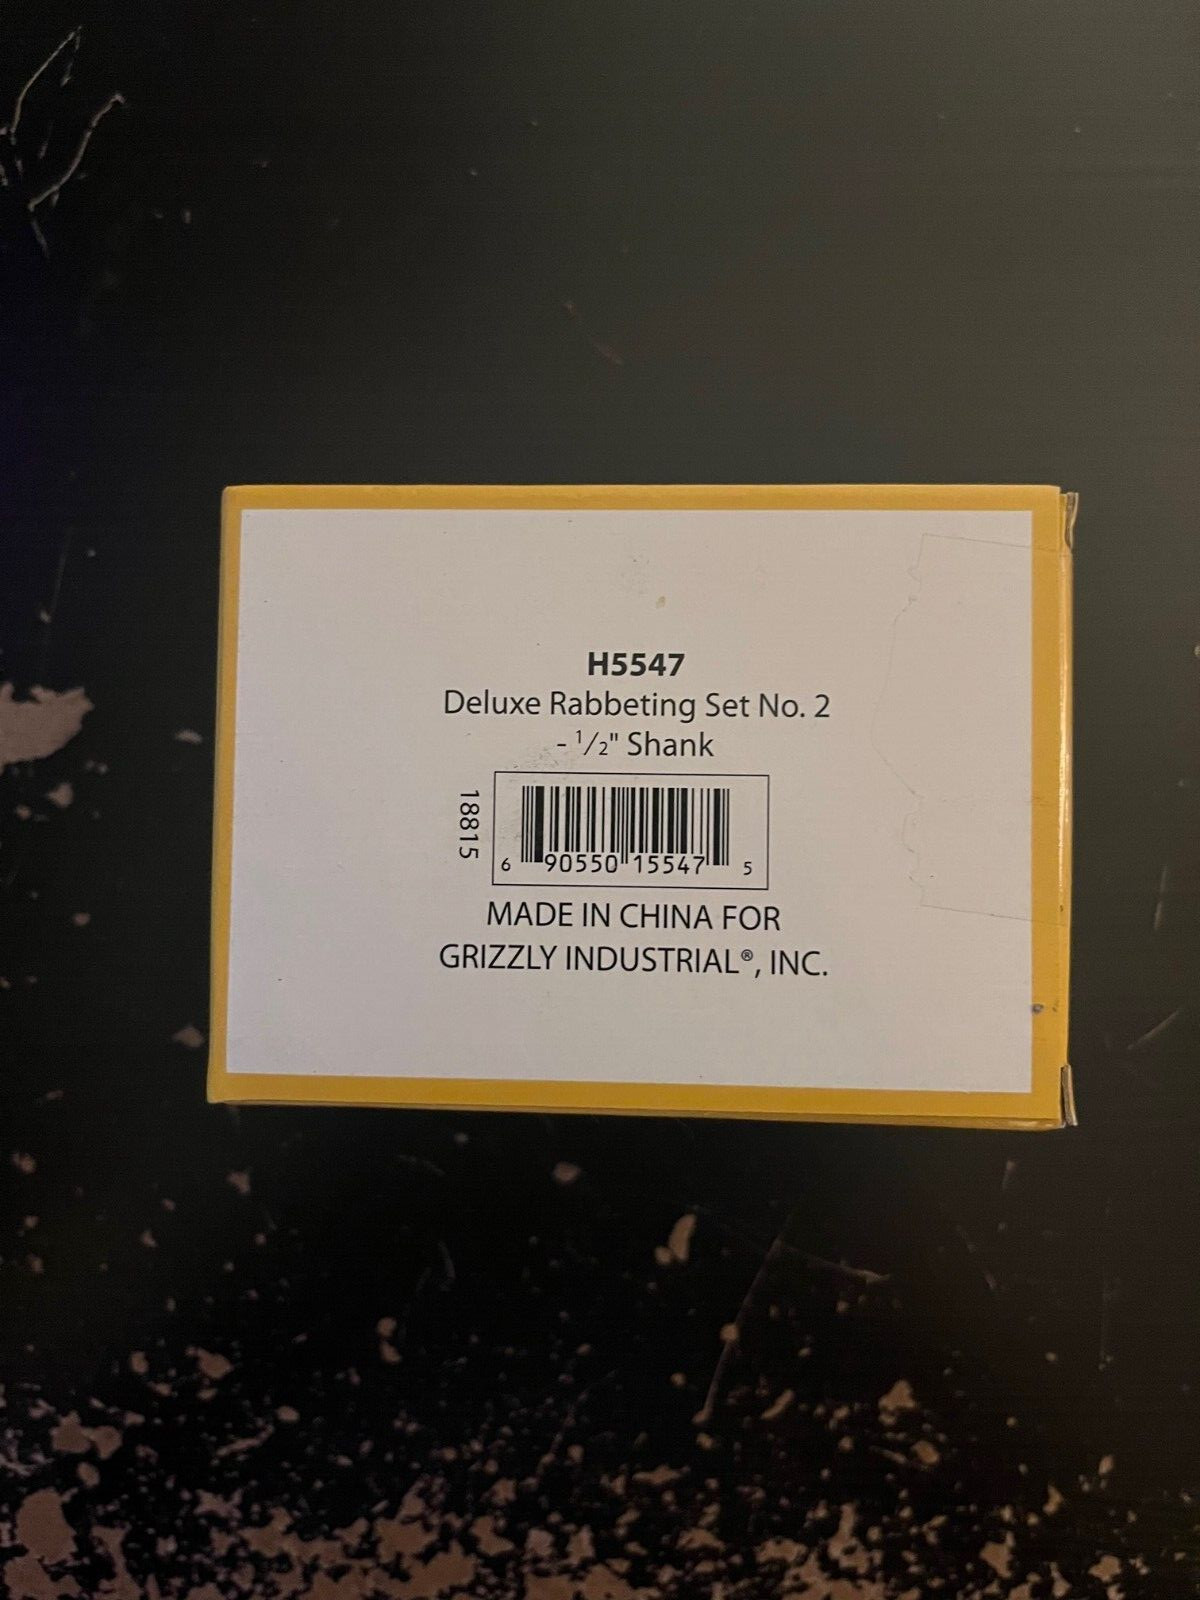 H5547
Deluxe Rabbeting Set No. 2
- 1/2" Shank
18815
6 90550 15547 5
MADE IN CHINA FOR
GRIZZLY INDUSTRIAL®, INC.